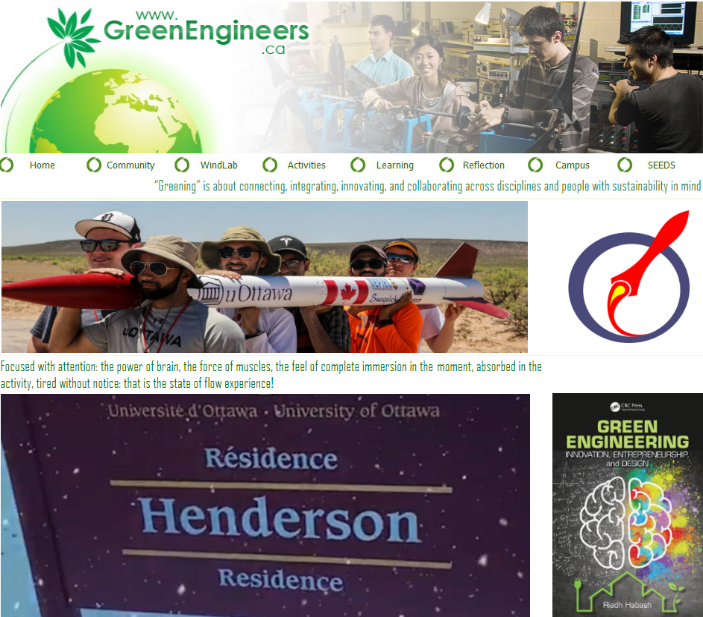 www.
GreenEngineers
.ca
Home Community WindLab Activities Learning Reflection Campus SEEDS
"Greening" is about connecting, integrating, innovating, and collaborating across disciplines and people with sustainability in mind
uOttawa
UOTTAWA
Focused with attention: the power of brain, the force of muscles, the feel of complete immersion in the moment, absorbed in the
activity, tired without notice: that is the state of flow experience!
Université d'Ottawa · University of Ottawa
Résidence
Henderson
Residence
CRC Press
GREEN
ENGINEERING
INNOVATION, ENTREPRENEURSHIP,
and DESIGN
Riadh Habash